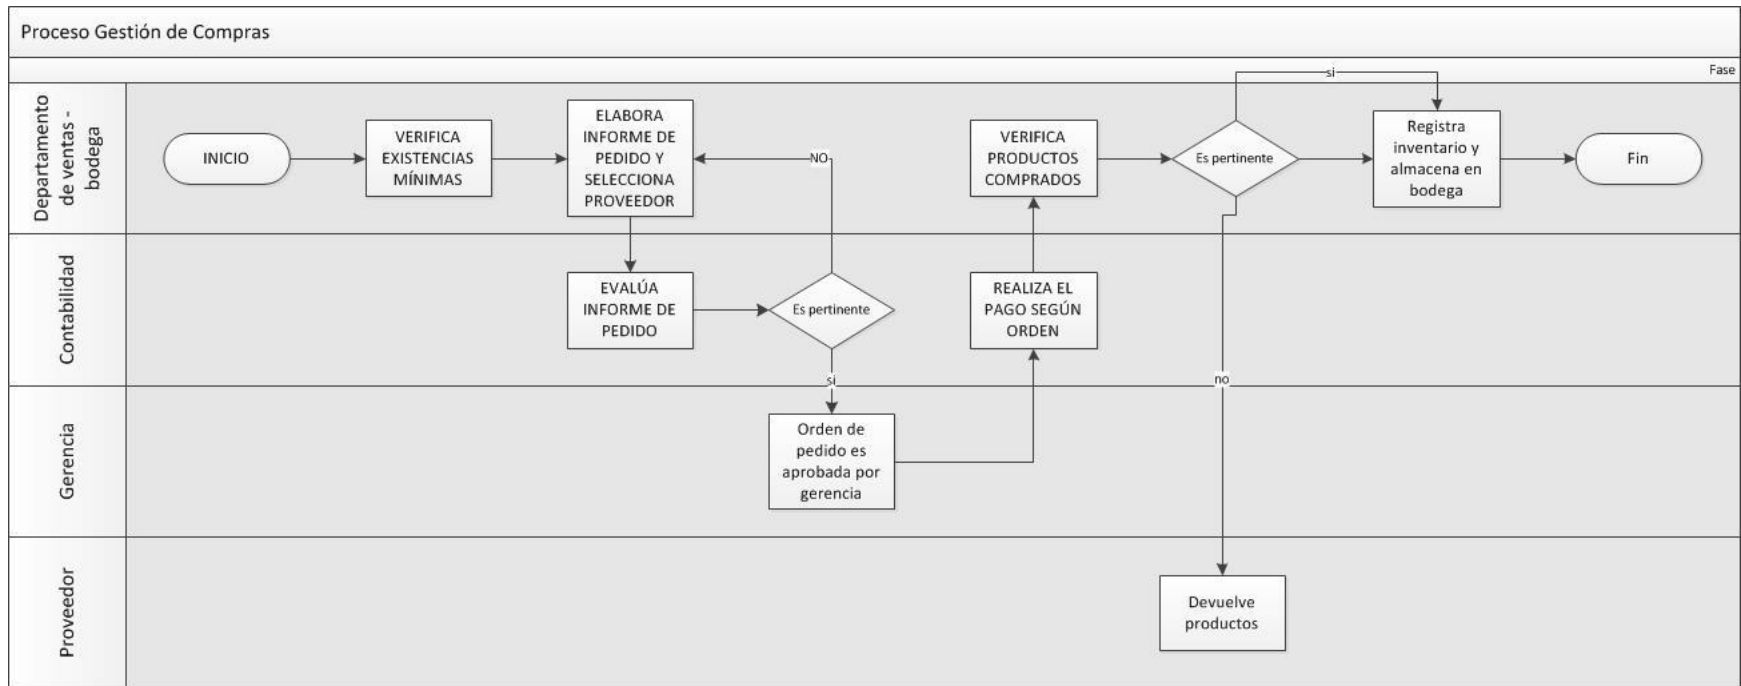 Proceso Gestión de Compras
Fase
Departamento
de ventas -
bodega
INICIO
VERIFICA
EXISTENCIAS
MÍNIMAS
ELABORA
INFORME DE
PEDIDO Y
SELECCIONA
PROVEEDOR
NO
VERIFICA
PRODUCTOS
COMPRADOS
Es pertinente
si
Registra
inventario y
almacena en
bodega
Fin
Contabilidad
EVALÚA
INFORME DE
PEDIDO
Es pertinente
si
REALIZA EL
PAGO SEGÚN
ORDEN
no
Gerencia
Orden de
pedido es
aprobada por
gerencia
Proveedor
Devuelve
productos